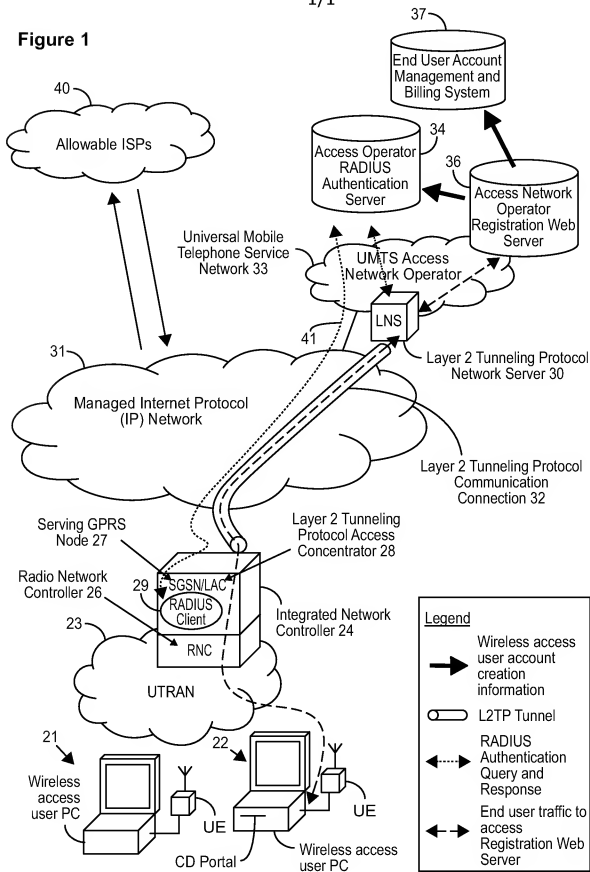 1/1
Figure 1
37
End User Account
Management and
Billing System
40
Allowable ISPs
34
Access Operator
RADIUS
Authentication
Server
36
Access Network
Operator
Registration Web
Server
Universal Mobile
Telephone Service
Network 33
UMTS Access
Network Operator
LNS
41
Layer 2 Tunneling Protocol
Network Server 30
31
Managed Internet Protocol
(IP) Network
Layer 2 Tunneling Protocol
Communication
Connection 32
Serving GPRS
Node 27
Layer 2 Tunneling
Protocol Access
Concentrator 28
Radio Network
Controller 26
29
SGSN/LAC
RADIUS
Client
RNC
Integrated Network
Controller 24
23
UTRAN
21
Wireless
access
user PC
UE
22
UE
CD Portal
Wireless access
user PC
Legend
Wireless access
user account
creation
information
L2TP Tunnel
RADIUS
Authentication
Query and
Response
End user traffic to
access
Registration Web
Server